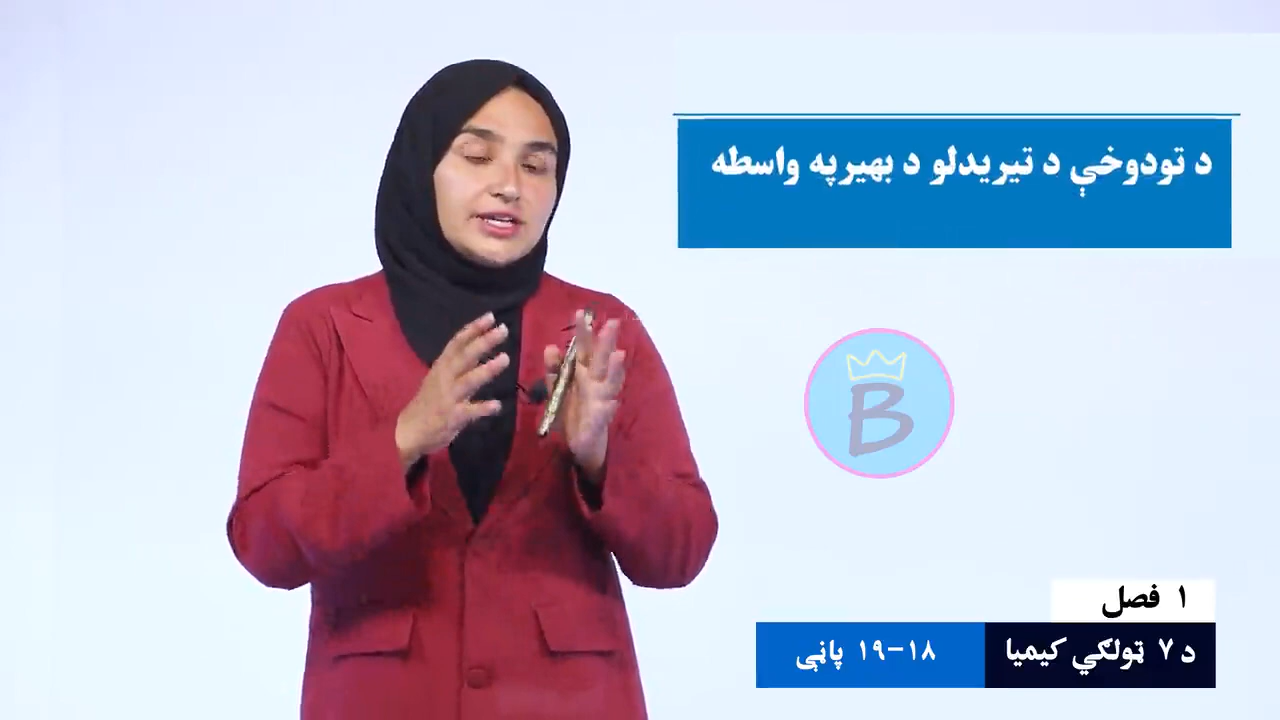 د تودوخې د تیریدلو د بهیرپه واسطه
B
۱ فصل
د ۷ ټولګي کیمیا
۱۸–۱۹ پاڼې